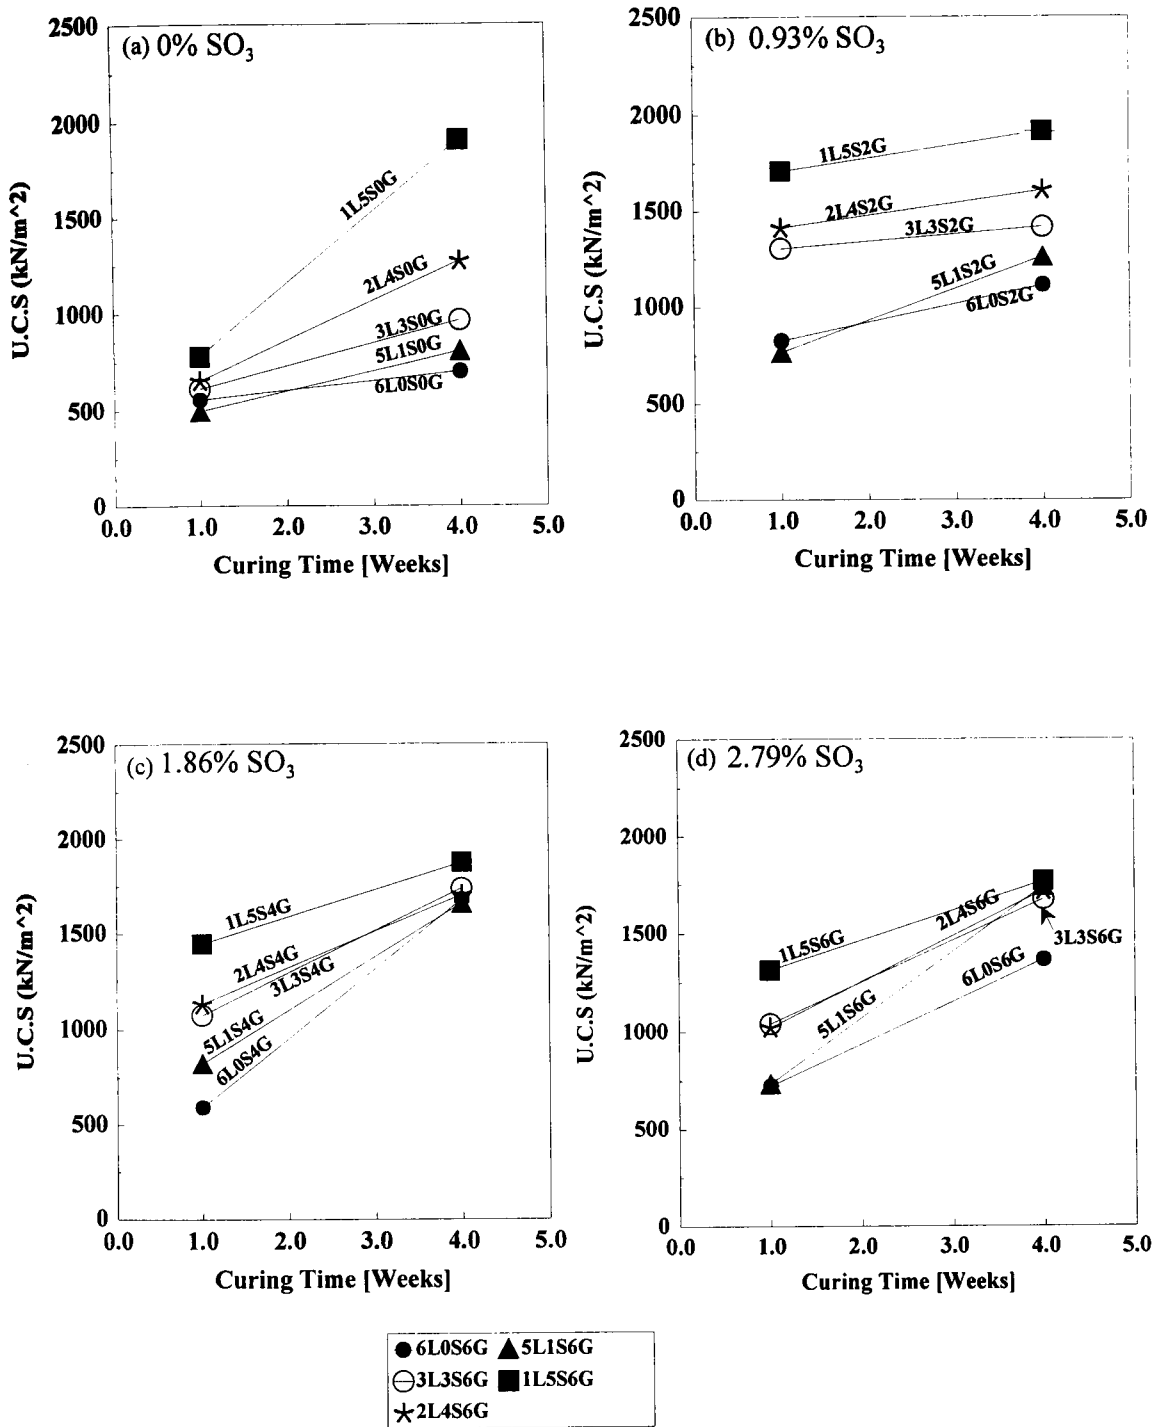 (a) 0% SO₃
U.C.S (kN/m^2)
2500
2000
1500
1000
500
0
1L5S0G
2L4S0G
3L3S0G
5L1S0G
6L0S0G
0.0 1.0 2.0 3.0 4.0 5.0
Curing Time [Weeks]
(b) 0.93% SO₃
U.C.S (kN/m^2)
2500
2000
1500
1000
500
0
1L5S2G
2L4S2G
3L3S2G
5L1S2G
6L0S2G
0.0 1.0 2.0 3.0 4.0 5.0
Curing Time [Weeks]
(c) 1.86% SO₃
U.C.S (kN/m^2)
2500
2000
1500
1000
500
0
1L5S4G
2L4S4G
3L3S4G
5L1S4G
6L0S4G
0.0 1.0 2.0 3.0 4.0 5.0
Curing Time [Weeks]
(d) 2.79% SO₃
U.C.S (kN/m^2)
2500
2000
1500
1000
500
0
2L4S6G
1L5S6G
3L3S6G
6L0S6G
5L1S6G
0.0 1.0 2.0 3.0 4.0 5.0
Curing Time [Weeks]
6L0S6G 5L1S6G
3L3S6G 1L5S6G
2L4S6G